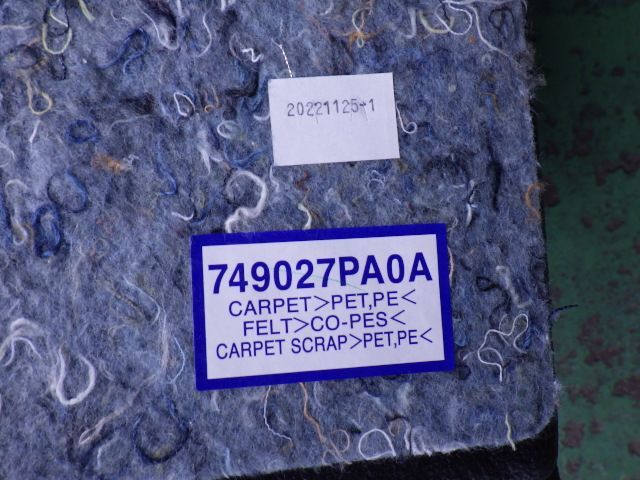 20221125-1
749027PA0A
CARPET>PET,PE<
FELT>CO-PES<
CARPET SCRAP>PET,PE<